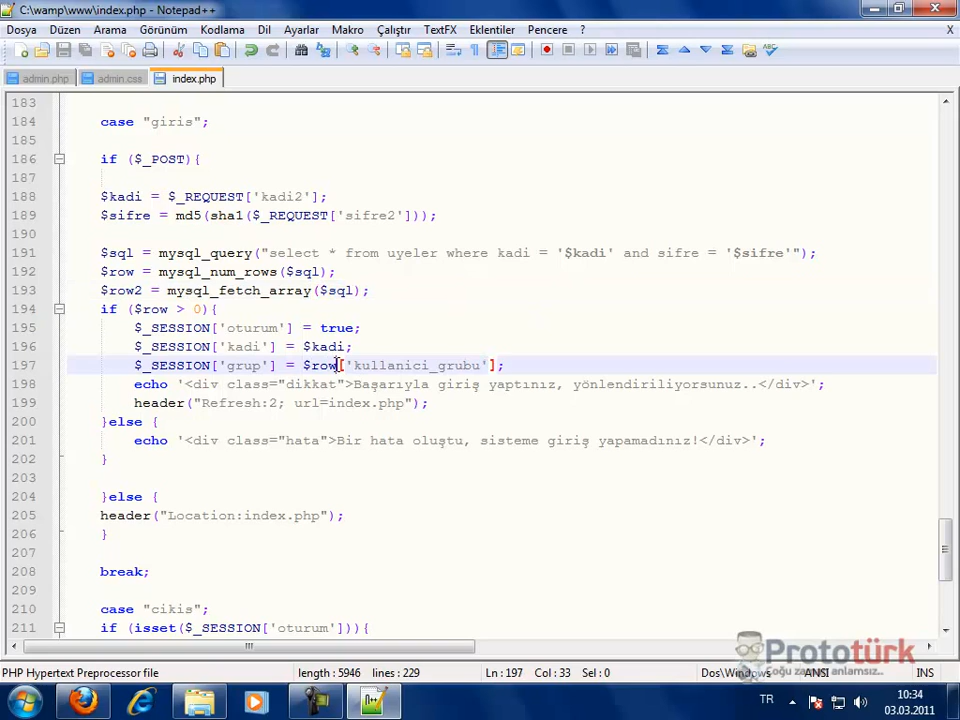 C:\wamp\www\index.php - Notepad++
Dosya Düzen Arama Görünüm Kodlama Dil Ayarlar Makro Çalıştır TextFX Eklentiler Pencere ? X
admin.php admin.css index.php
183
184 case "giris";
185
186 if ($_POST){
187
188 $kadi = $_REQUEST['kadi2'];
189 $sifre = md5(sha1($_REQUEST['sifre2']));
190
191 $sql = mysql_query("select * from uyeler where kadi = '$kadi' and sifre = '$sifre'");
192 $row = mysql_num_rows($sql);
193 $row2 = mysql_fetch_array($sql);
194 if ($row > 0){
195 $_SESSION['oturum'] = true;
196 $_SESSION['kadi'] = $kadi;
197 $_SESSION['grup'] = $row['kullanici_grubu'];
198 echo '<div class="dikkat">Başarıyla giriş yaptınız, yönlendiriliyorsunuz..</div>';
199 header("Refresh:2; url=index.php");
200 }else {
201 echo '<div class="hata">Bir hata oluştu, sisteme giriş yapamadınız!</div>';
202 }
203
204 }else {
205 header("Location:index.php");
206 }
207
208 break;
209
210 case "cikis";
211 if (isset($_SESSION['oturum'])){
Prototürk
Çoğu zaman azdır...
PHP Hypertext Preprocessor file length : 5946 lines : 229 Ln : 197 Col : 33 Sel : 0 Dos\Windows ANSI INS
TR 10:34
03.03.2011